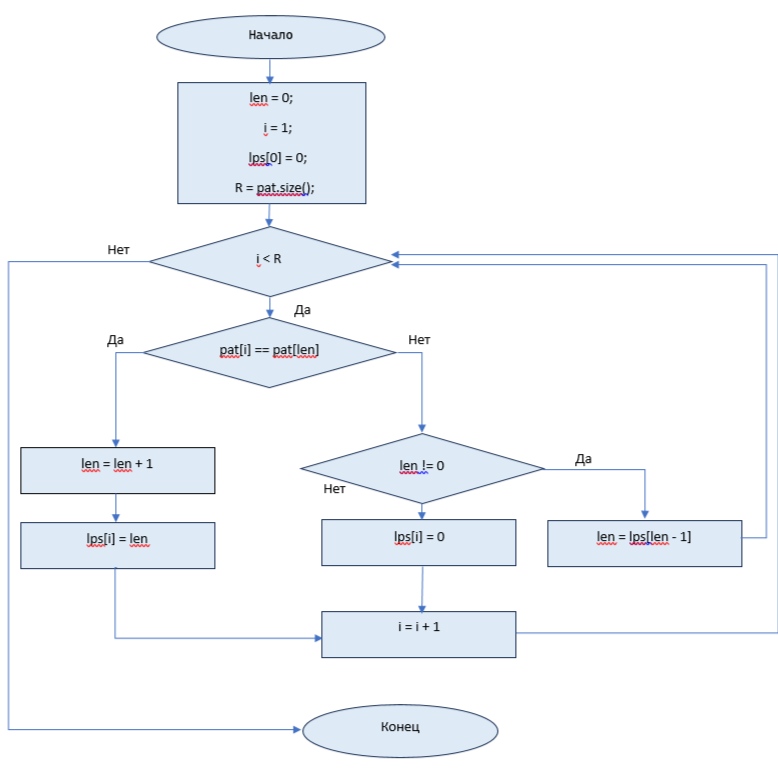 Начало
len = 0;
i = 1;
lps[0] = 0;
R = pat.size();
Нет
i < R
Да
Да
pat[i] == pat[len]
Нет
len = len + 1
len != 0
Да
Нет
lps[i] = len
lps[i] = 0
len = lps[len - 1]
i = i + 1
Конец